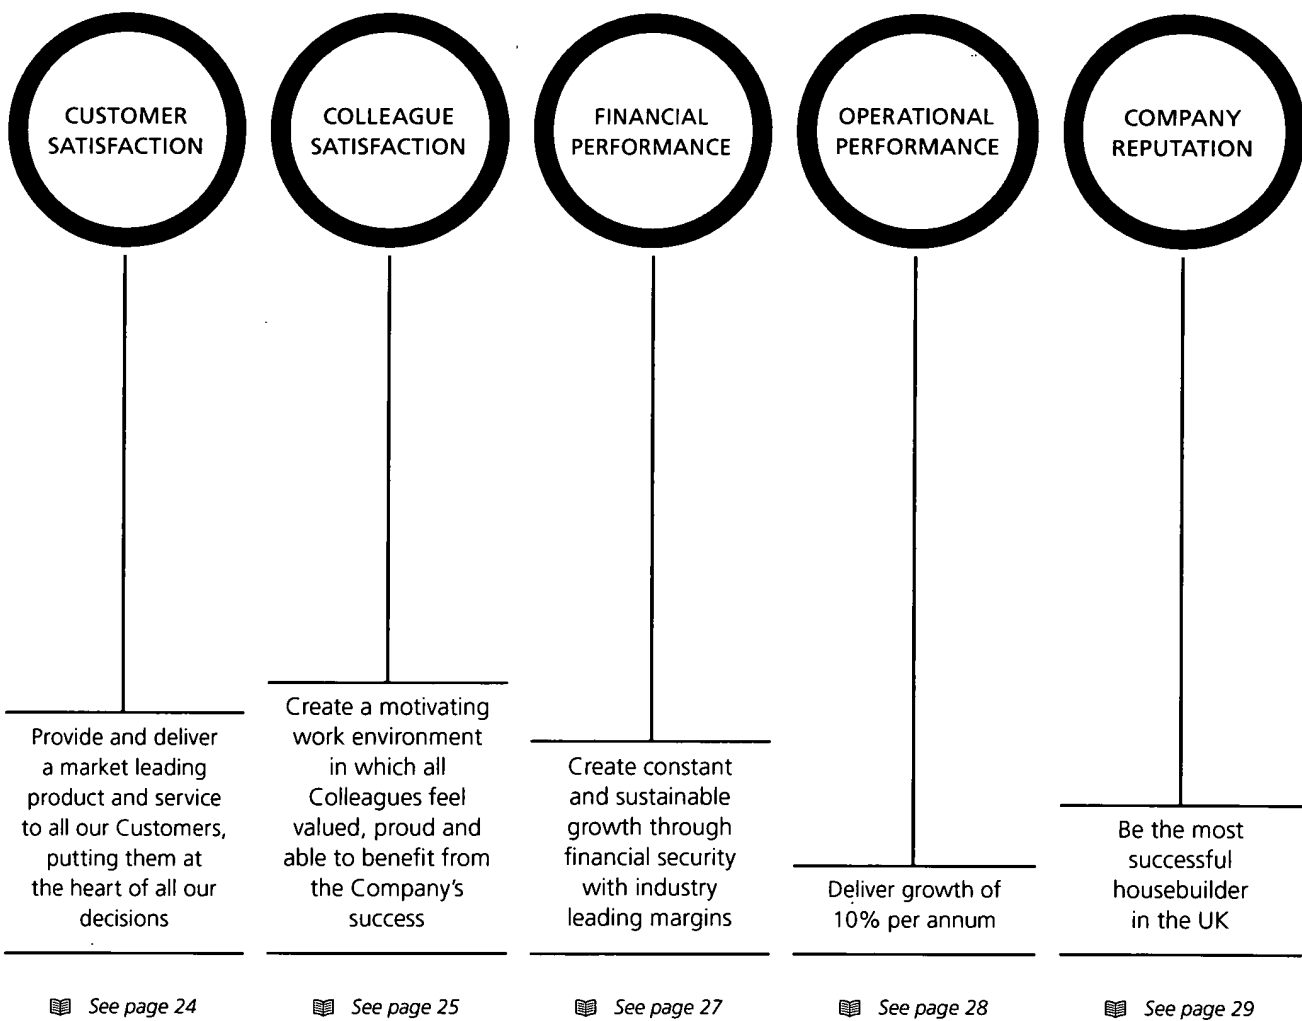 CUSTOMER
SATISFACTION
COLLEAGUE
SATISFACTION
FINANCIAL
PERFORMANCE
OPERATIONAL
PERFORMANCE
COMPANY
REPUTATION
Provide and deliver
a market leading
product and service
to all our Customers,
putting them at
the heart of all our
decisions
Create a motivating
work environment
in which all
Colleagues feel
valued, proud and
able to benefit from
the Company's
success
Create constant
and sustainable
growth through
financial security
with industry
leading margins
Deliver growth of
10% per annum
Be the most
successful
housebuilder
in the UK
See page 24
See page 25
See page 27
See page 28
See page 29